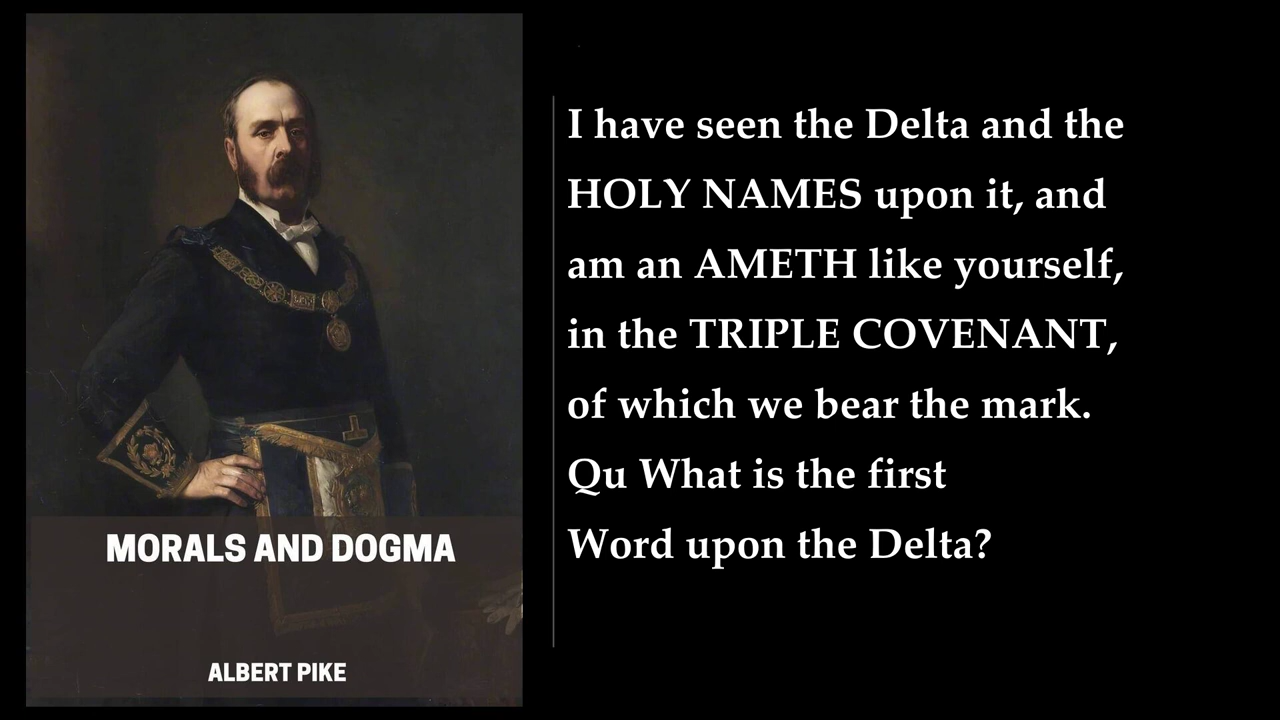 MORALS AND DOGMA
ALBERT PIKE
I have seen the Delta and the
HOLY NAMES upon it, and
am an AMETH like yourself,
in the TRIPLE COVENANT,
of which we bear the mark.
Qu What is the first
Word upon the Delta?